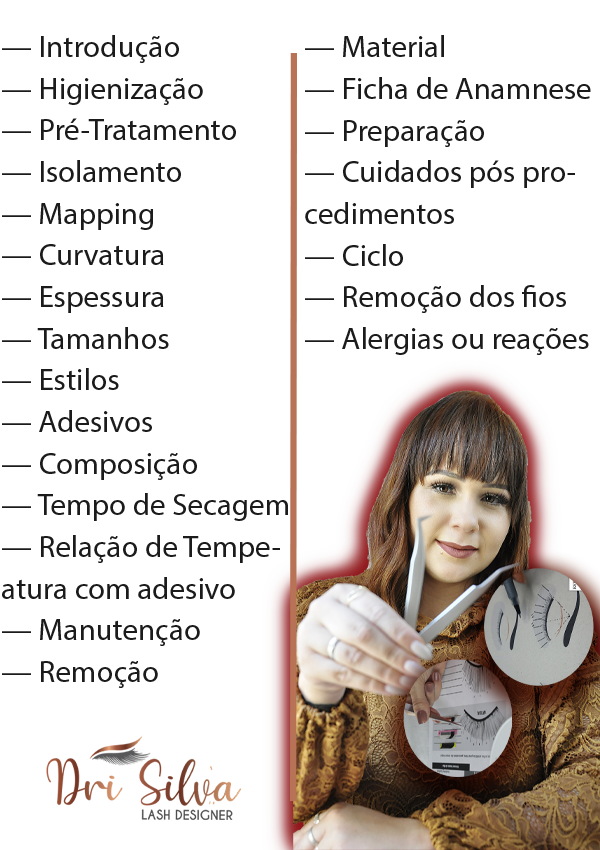 — Introdução
— Higienização
— Pré-Tratamento
— Isolamento
— Mapping
— Curvatura
— Espessura
— Tamanhos
— Estilos
— Adesivos
— Composição
— Tempo de Secagem
— Relação de Tempe-
atura com adesivo
— Manutenção
— Remoção
— Material
— Ficha de Anamnese
— Preparação
— Cuidados pós pro-
cedimentos
— Ciclo
— Remoção dos fios
— Alergias ou reações
Dri Silva
LASH DESIGNER